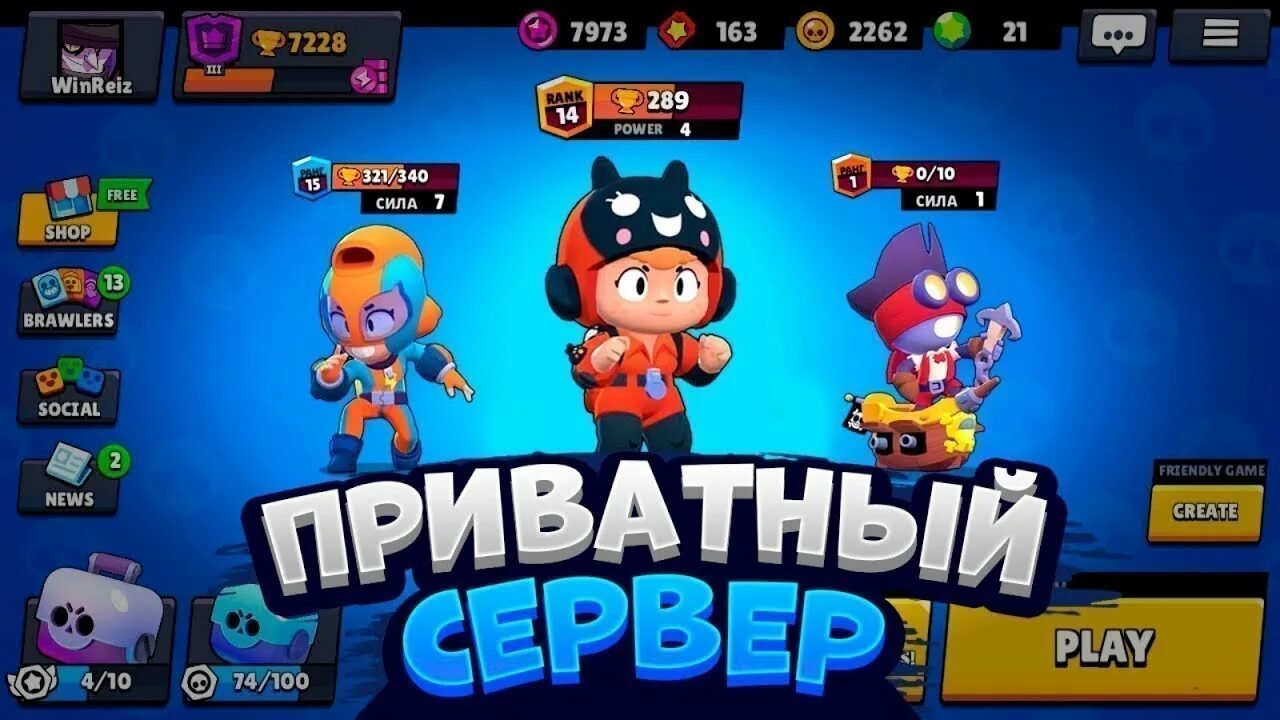 WinReiz
III
7228
7973
163
2262
21
RANK
14
289
POWER 4
РАНГ
15
321/340
СИЛА 7
РАНГ
1
0/10
СИЛА 1
FREE
SHOP
13
BRAWLERS
SOCIAL
2
NEWS
FRIENDLY GAME
CREATE
ПРИВАТНЫЙ
СЕРВЕР
4/10
74/100
PLAY